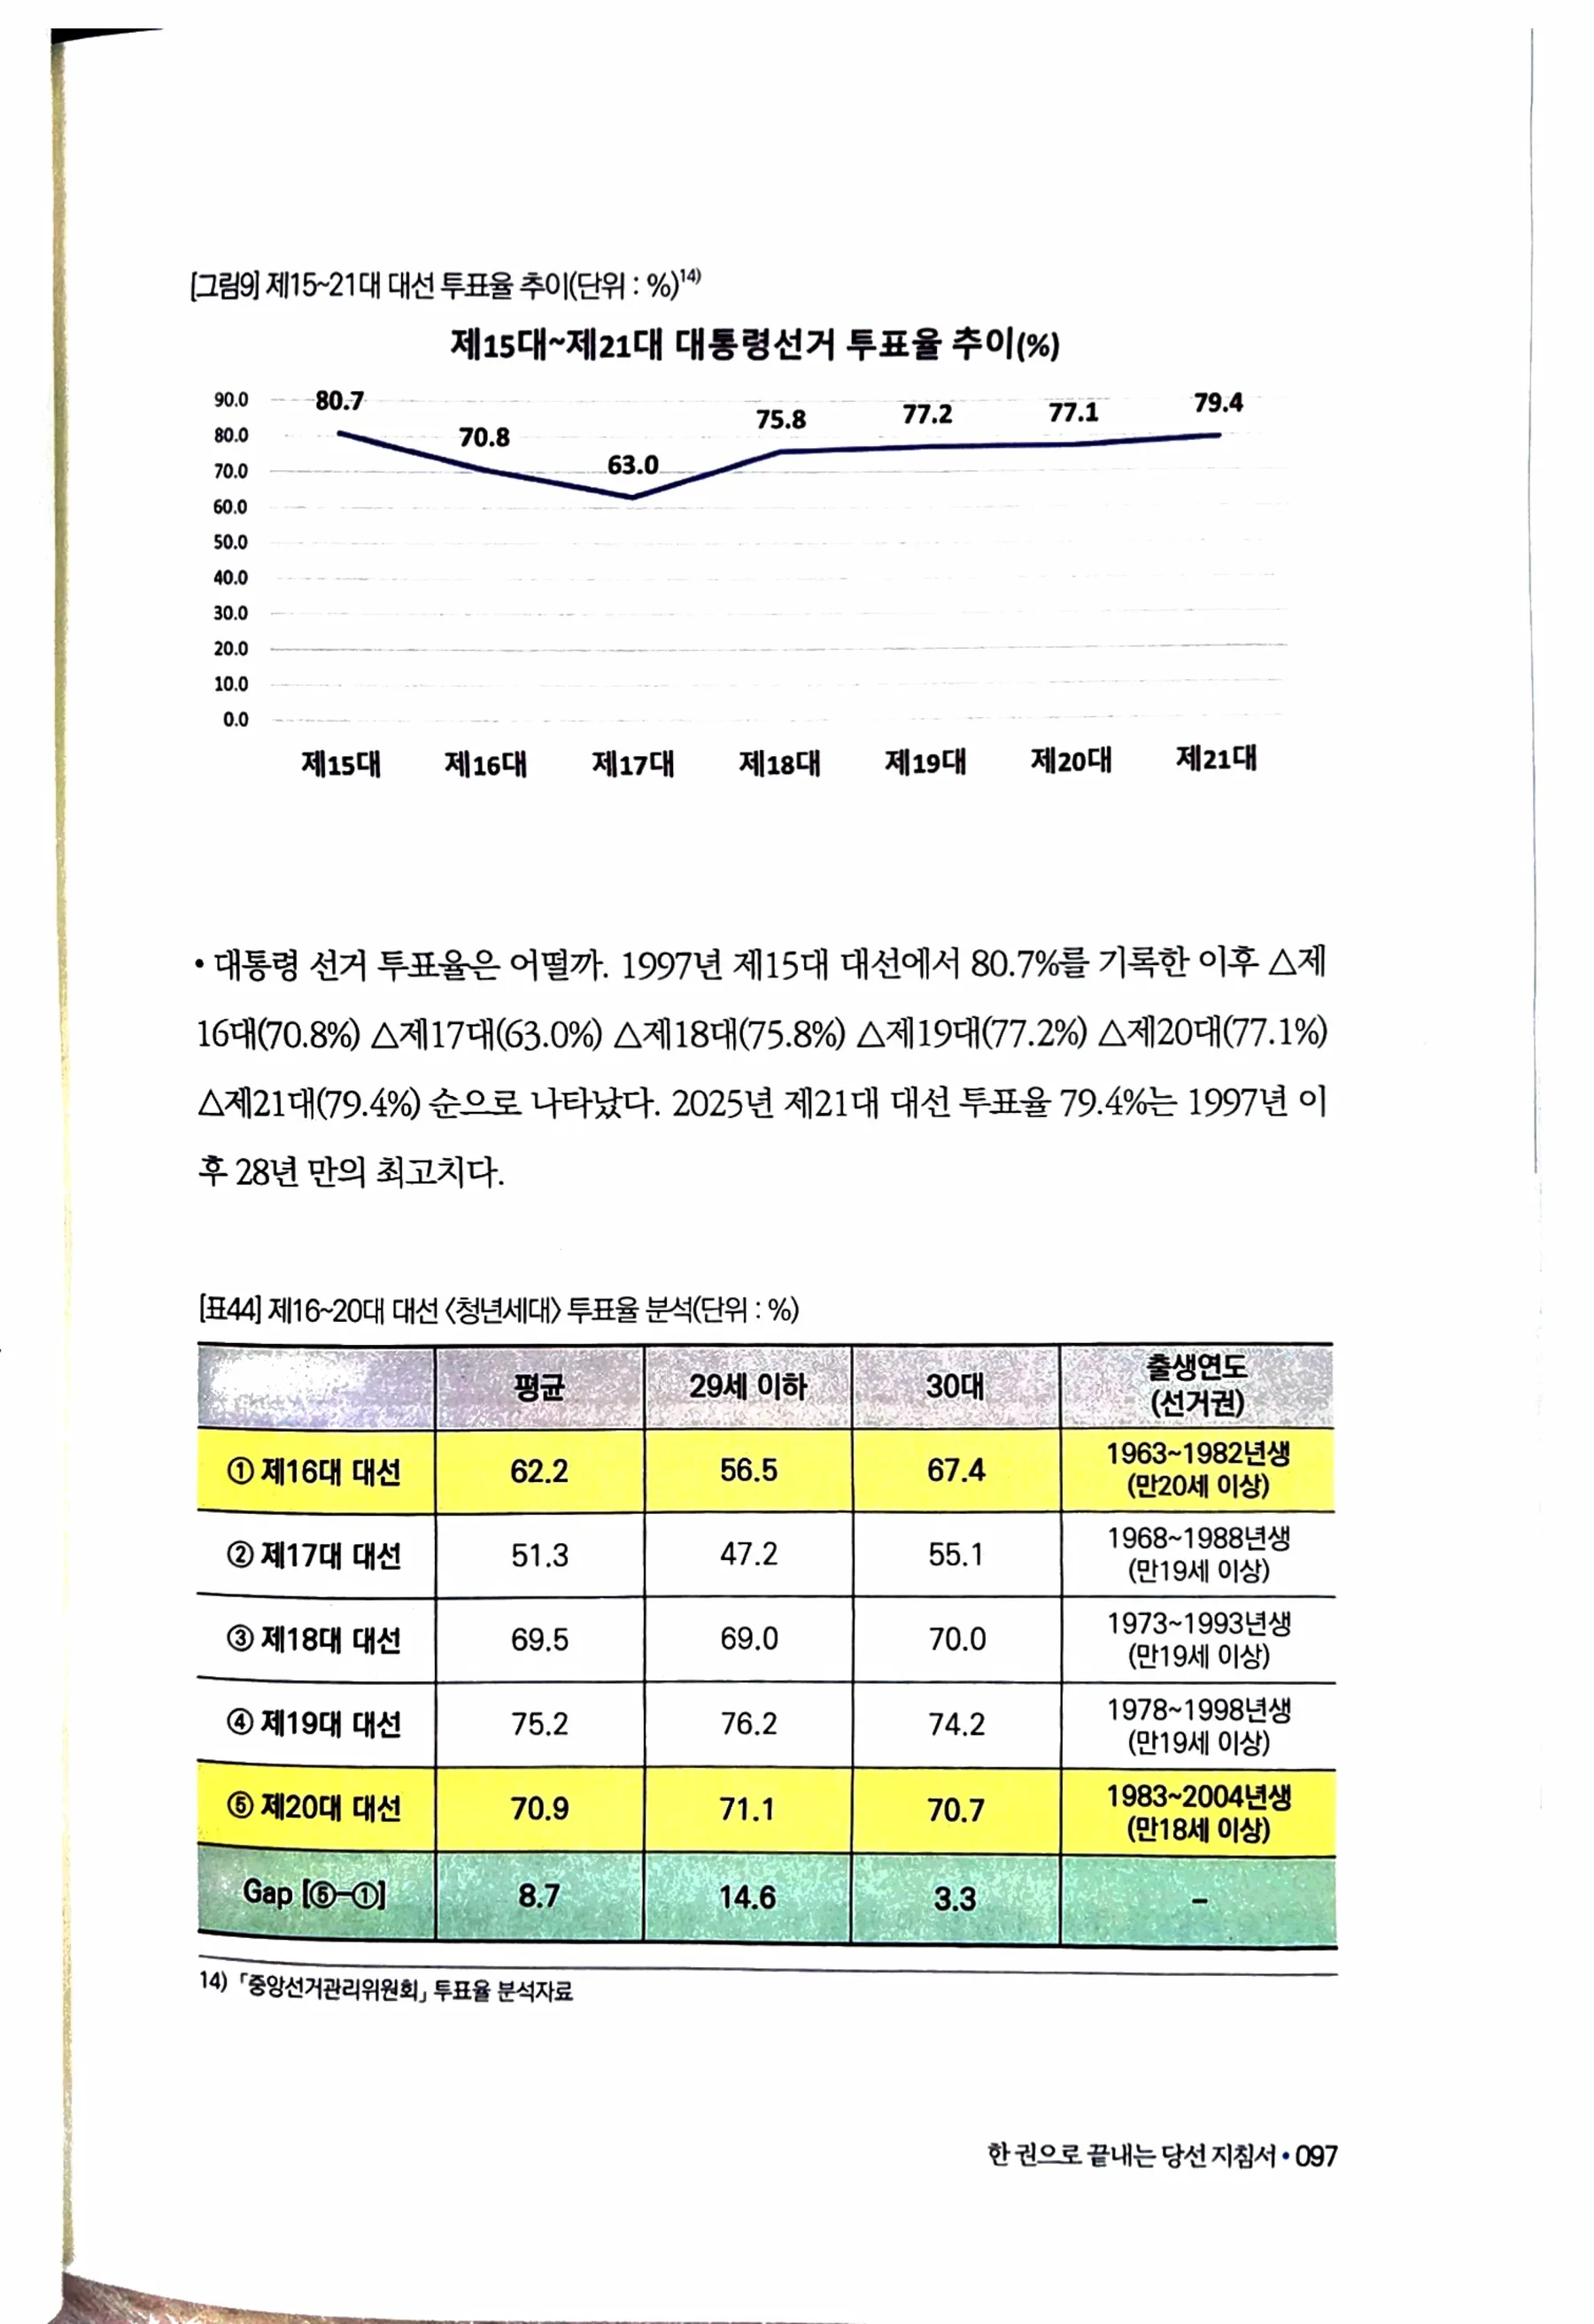 [그림9] 제15~21대 대선 투표율 추이(단위 : %)14)
제15대~제21대 대통령선거 투표율 추이(%)
90.0
80.0
70.0
60.0
50.0
40.0
30.0
20.0
10.0
0.0
80.7 70.8 63.0 75.8 77.2 77.1 79.4
제15대 제16대 제17대 제18대 제19대 제20대 제21대
• 대통령 선거 투표율은 어떨까. 1997년 제15대 대선에서 80.7%를 기록한 이후 △제
16대(70.8%) △제17대(63.0%) △제18대(75.8%) △제19대(77.2%) △제20대(77.1%)
△제21대(79.4%) 순으로 나타났다. 2025년 제21대 대선 투표율 79.4%는 1997년 이
후 28년 만의 최고치다.
[표44] 제16~20대 대선 〈청년세대〉 투표율 분석(단위 : %)
평균 29세 이하 30대 출생연도
(선거권)
① 제16대 대선 62.2 56.5 67.4 1963~1982년생
(만20세 이상)
② 제17대 대선 51.3 47.2 55.1 1968~1988년생
(만19세 이상)
③ 제18대 대선 69.5 69.0 70.0 1973~1993년생
(만19세 이상)
④ 제19대 대선 75.2 76.2 74.2 1978~1998년생
(만19세 이상)
⑤ 제20대 대선 70.9 71.1 70.7 1983~2004년생
(만18세 이상)
Gap [⑤-①] 8.7 14.6 3.3 -
14) 「중앙선거관리위원회」 투표율 분석자료
한 권으로 끝내는 당선 지침서 • 097